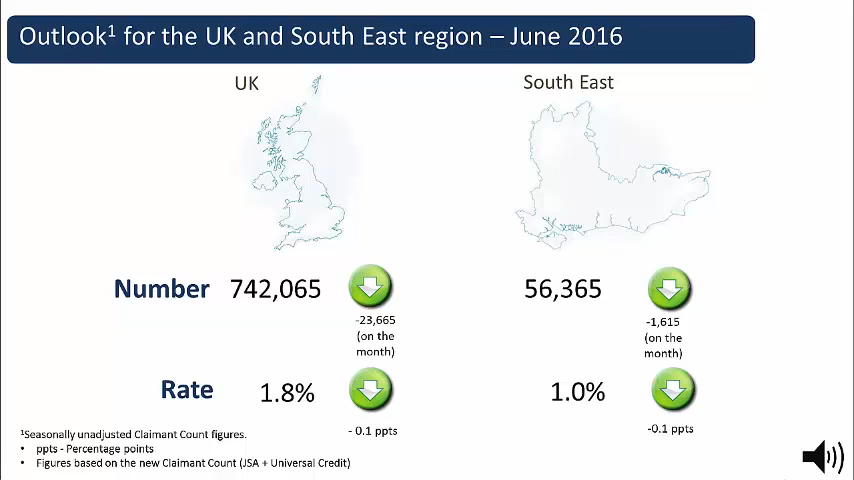 Outlook¹ for the UK and South East region – June 2016
UK
South East
Number 742,065
56,365
-23,665
(on the
month)
-1,615
(on the
month)
Rate 1.8%
1.0%
- 0.1 ppts
-0.1 ppts
¹Seasonally unadjusted Claimant Count figures.
• ppts - Percentage points
• Figures based on the new Claimant Count (JSA + Universal Credit)